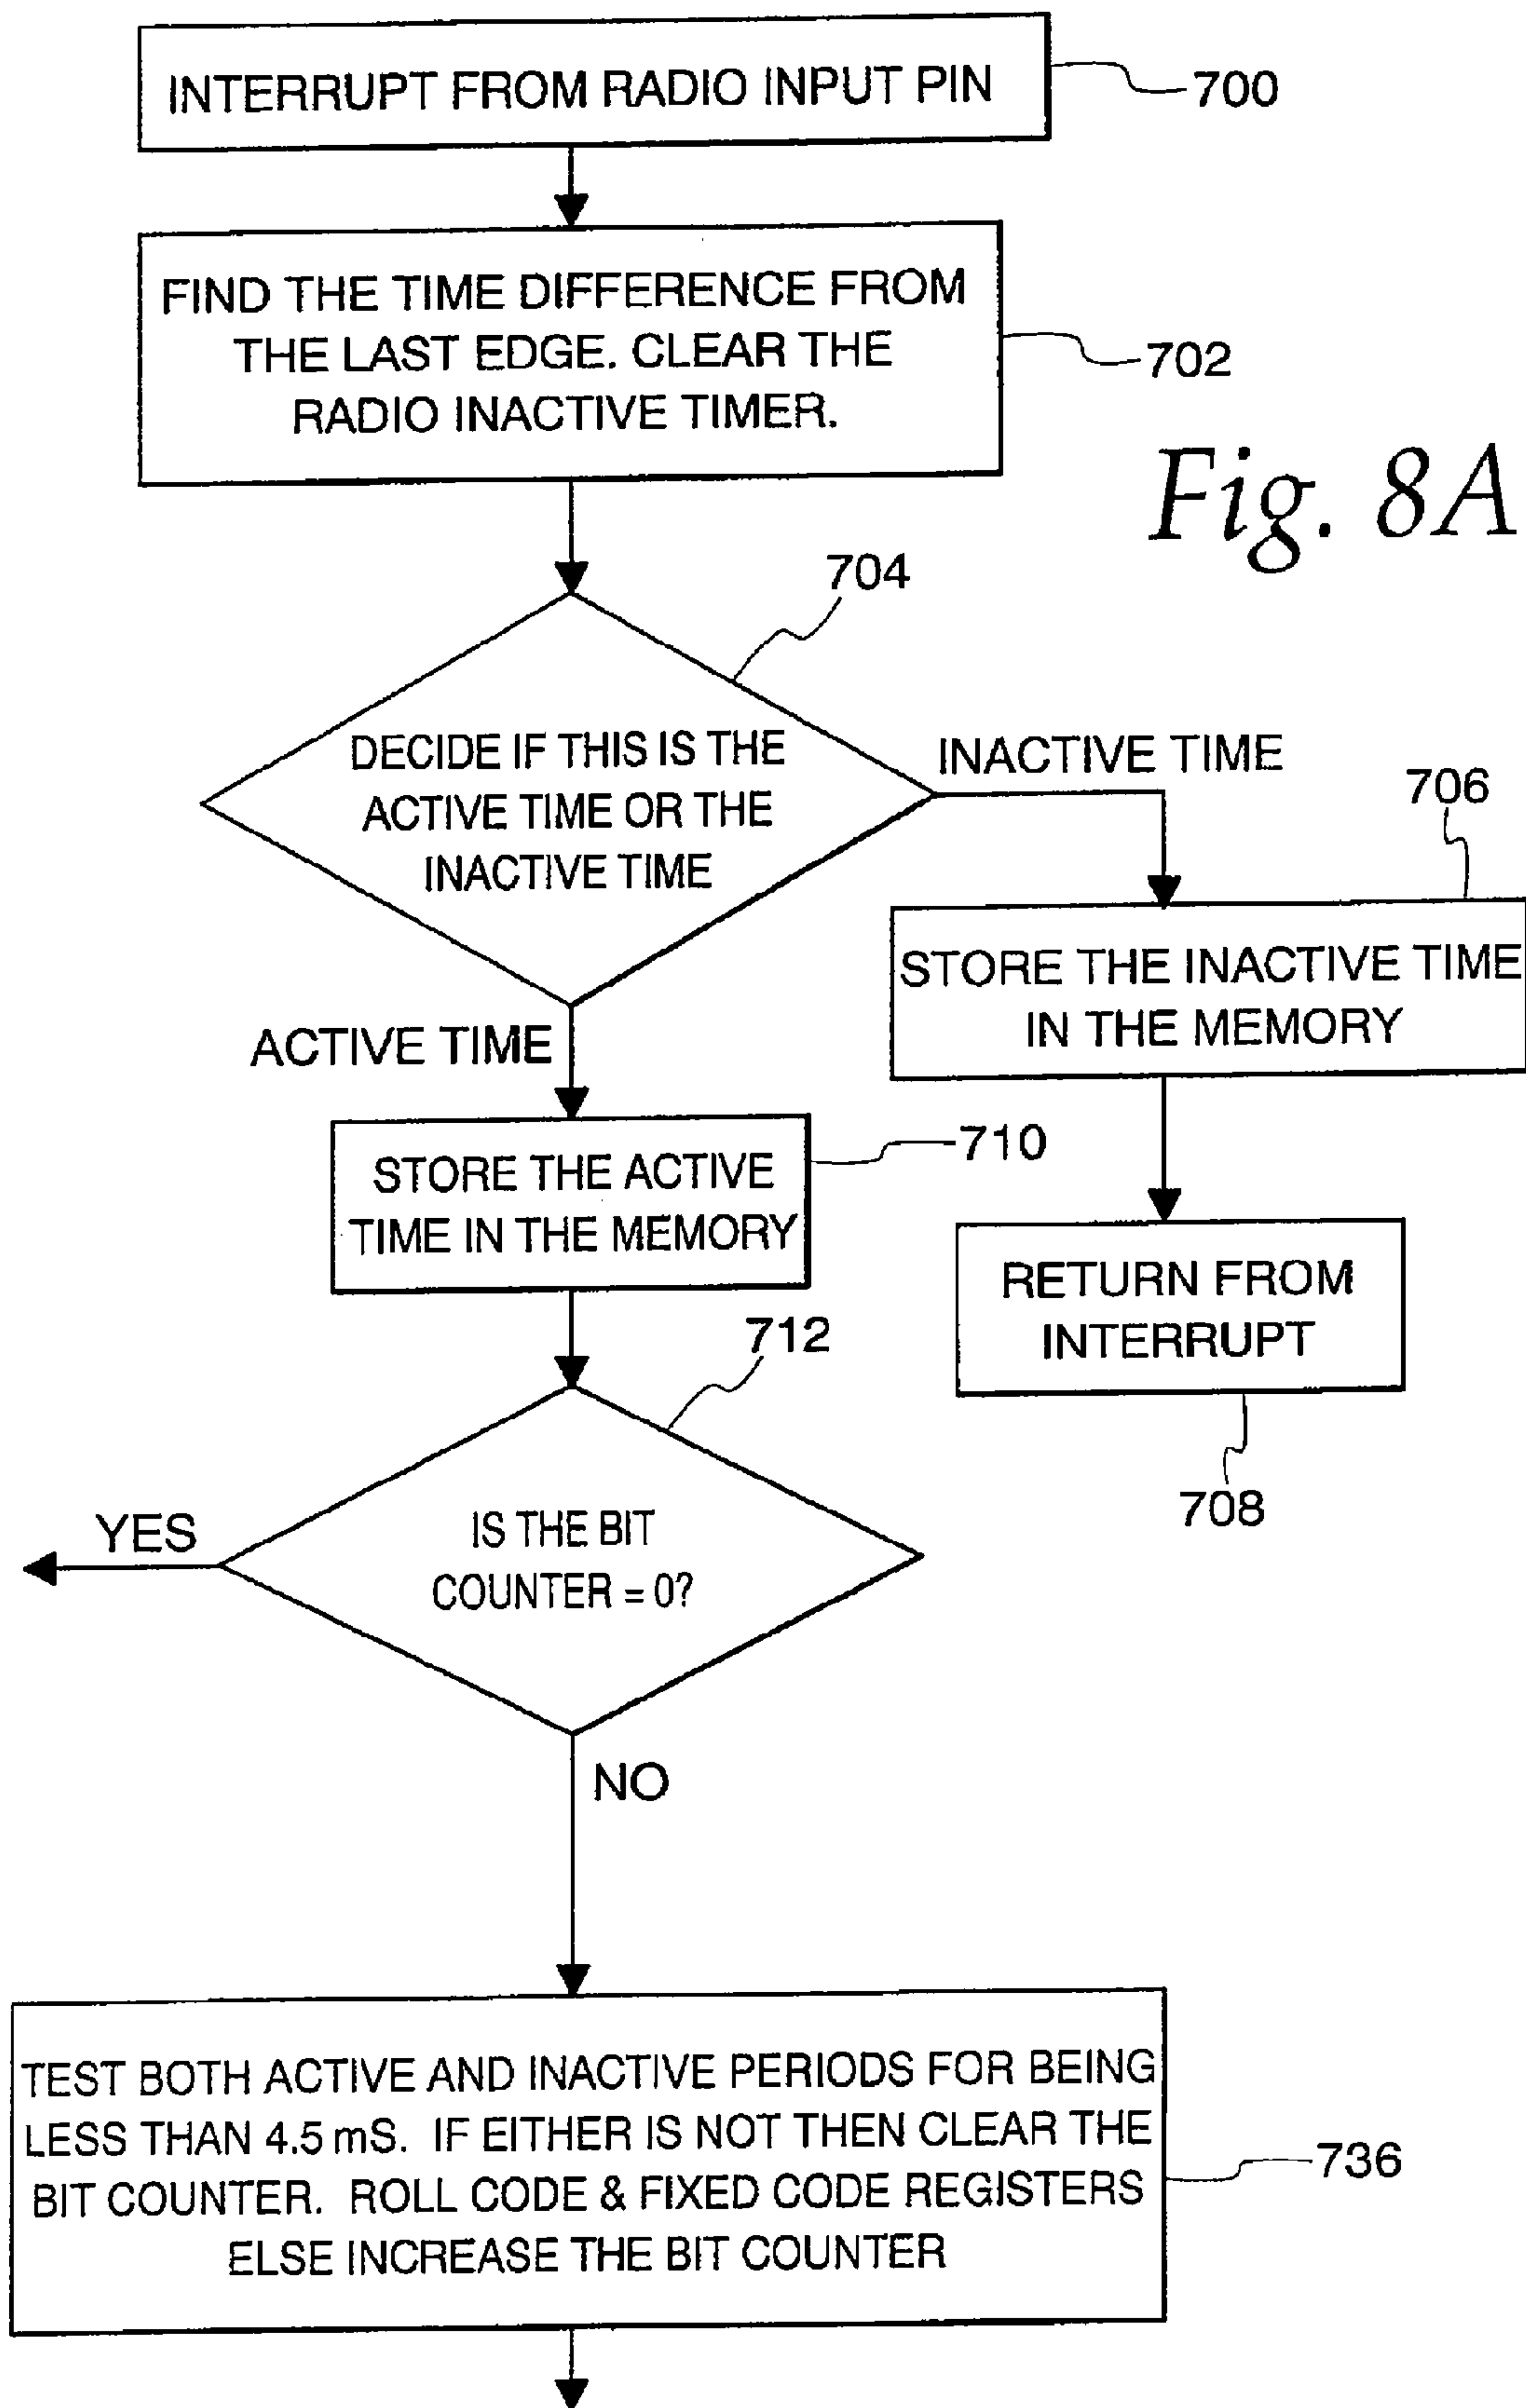 INTERRUPT FROM RADIO INPUT PIN
700
FIND THE TIME DIFFERENCE FROM
THE LAST EDGE. CLEAR THE
RADIO INACTIVE TIMER.
702
Fig. 8A
704
DECIDE IF THIS IS THE
ACTIVE TIME OR THE
INACTIVE TIME
INACTIVE TIME
706
STORE THE INACTIVE TIME
IN THE MEMORY
ACTIVE TIME
710
STORE THE ACTIVE
TIME IN THE MEMORY
RETURN FROM
INTERRUPT
708
712
IS THE BIT
COUNTER = 0?
YES
NO
TEST BOTH ACTIVE AND INACTIVE PERIODS FOR BEING
LESS THAN 4.5 mS. IF EITHER IS NOT THEN CLEAR THE
BIT COUNTER. ROLL CODE & FIXED CODE REGISTERS
ELSE INCREASE THE BIT COUNTER
736